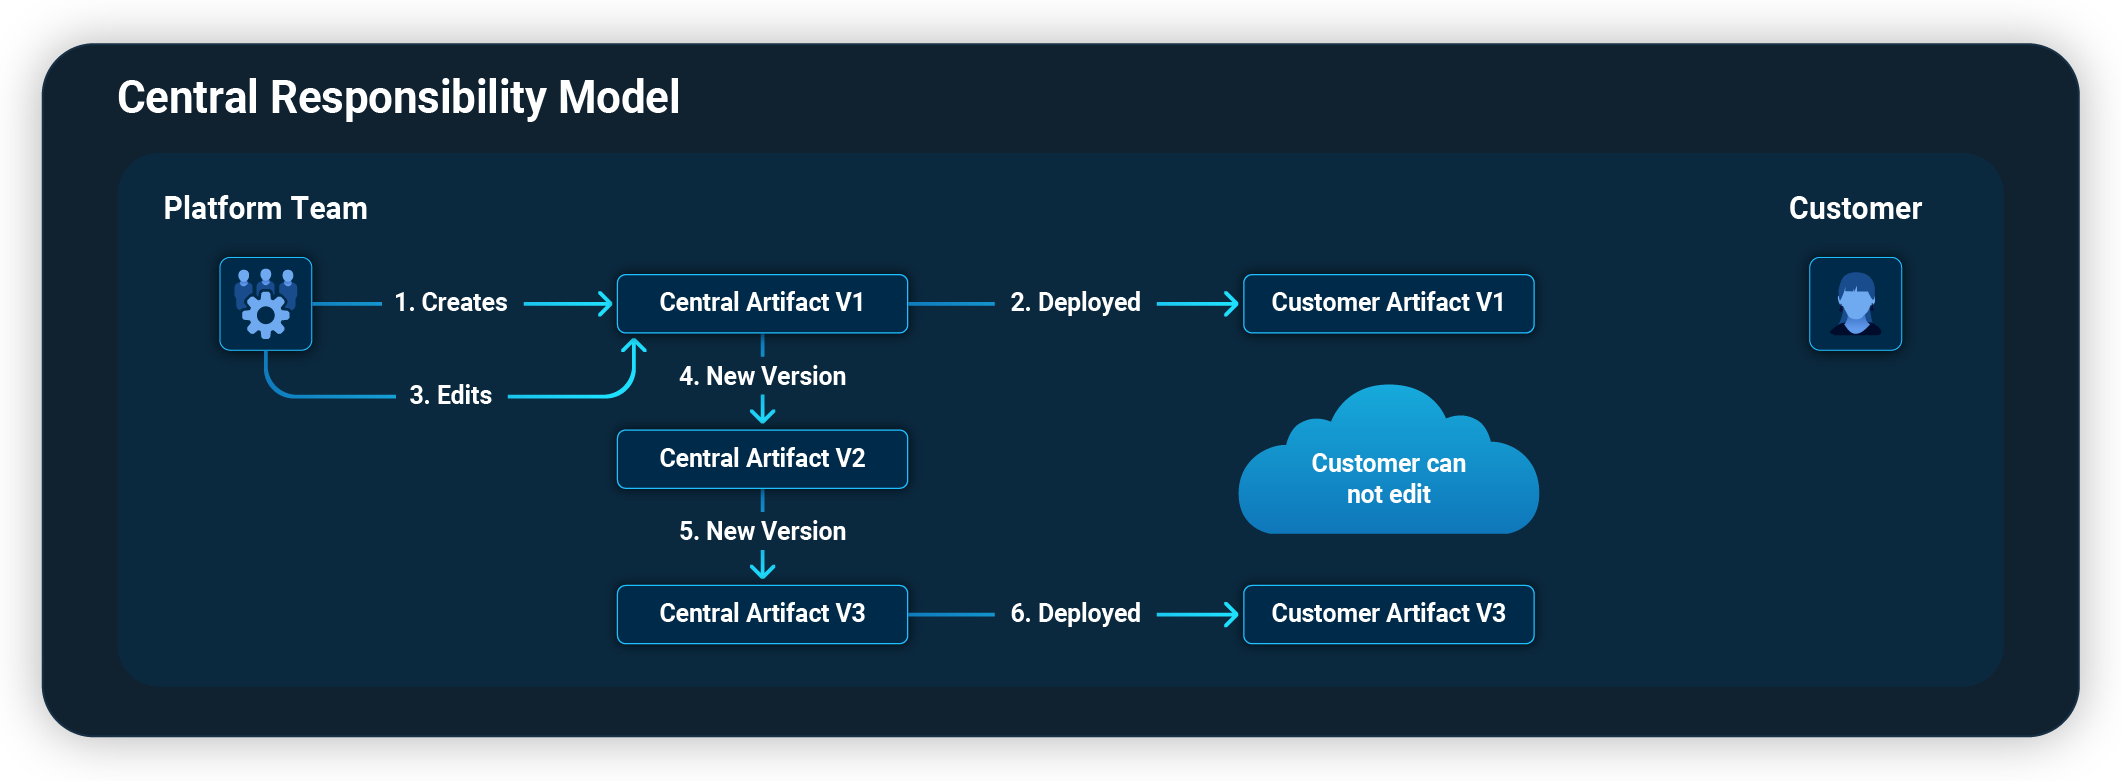 Central Responsibility Model
Platform Team
Customer
1. Creates
Central Artifact V1
2. Deployed
Customer Artifact V1
3. Edits
4. New Version
Central Artifact V2
Customer can
not edit
5. New Version
Central Artifact V3
6. Deployed
Customer Artifact V3